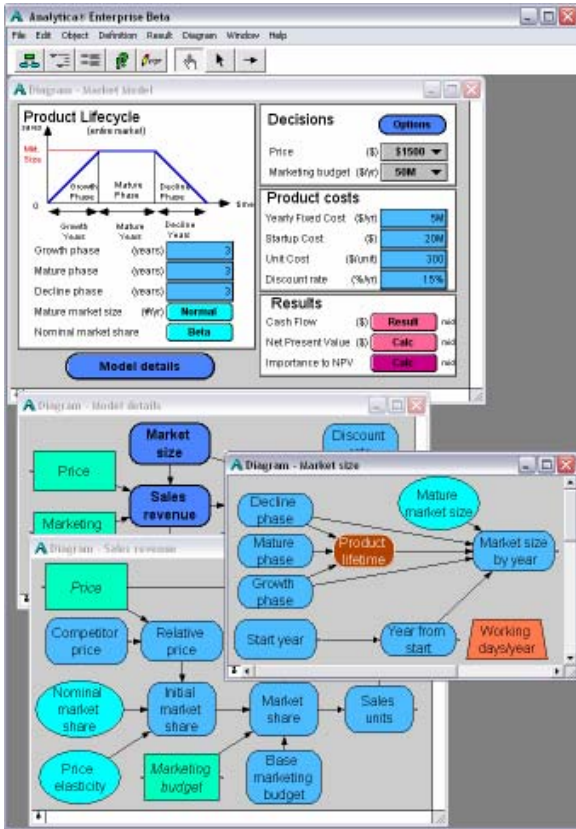 Analytica® Enterprise Beta
File Edit Object Definition Result Diagram Window Help
Diagram - Market Model
Product Lifecycle
(entire market)
Mkt.
Size
Growth
Phase
Mature
Phase
Decline
Phase
0
Growth
Years
Mature
Years
Decline
Years
Growth phase (years) 3
Mature phase (years) 3
Decline phase (years) 3
Mature market size (#/yr) Normal
Nominal market share Beta
Model details
Decisions
Options
Price ($) $1500
Marketing budget ($/yr) 50M
Product costs
Yearly Fixed Cost ($/yr) 5M
Startup Cost ($) 20M
Unit Cost ($/unit) 300
Discount rate (%/yr) 15%
Results
Cash Flow ($) Result mid
Net Present Value ($) Calc mid
Importance to NPV Calc mid
Diagram - Model details
Market
size
Discount
Price
Sales
revenue
Marketing
Diagram - Market size
Decline
phase
Mature
market size
Mature
phase
Product
lifetime
Market size
by year
Growth
phase
Start year
Year from
start
Working
days/year
Diagram - Sales revenue
Price
Competitor
price
Relative
price
Nominal
market
share
Initial
market
share
Market
share
Sales
units
Price
elasticity
Marketing
budget
Base
marketing
budget